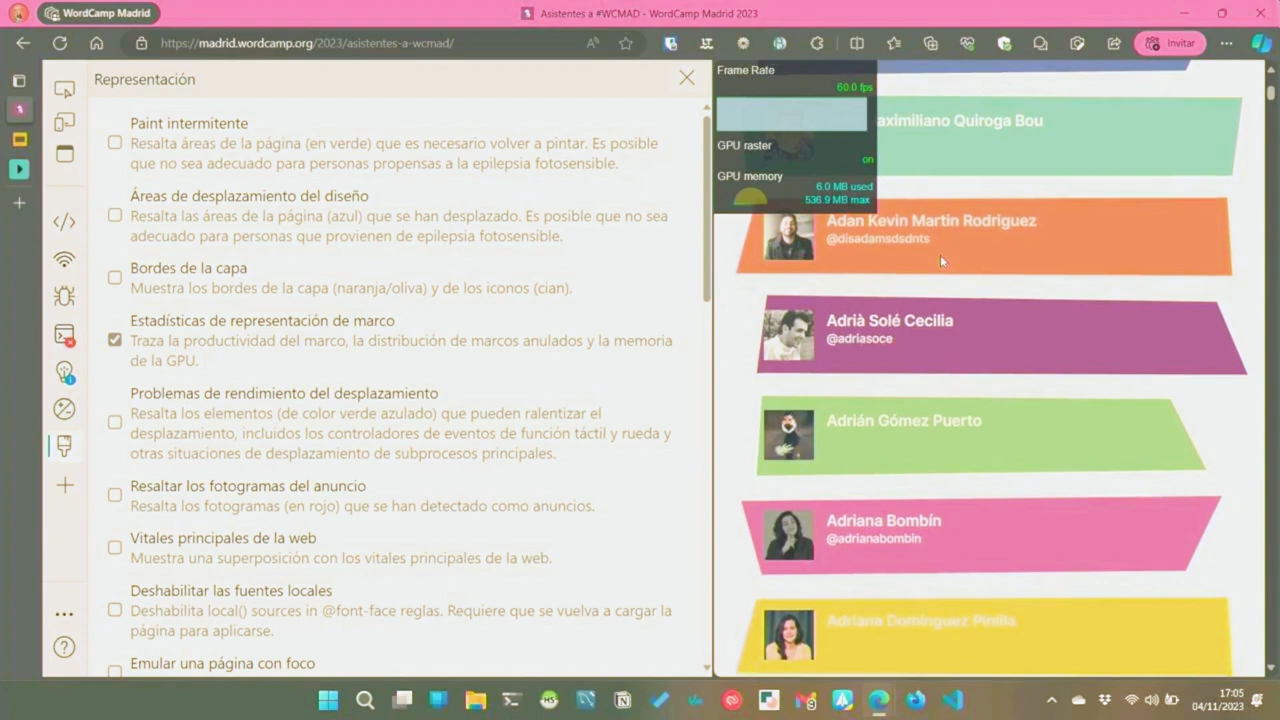 WordCamp Madrid
Asistentes a #WCMAD - WordCamp Madrid 2023
https://madrid.wordcamp.org/2023/asistentes-a-wcmad/
Invitar
Representación
Paint intermitente
Resalta áreas de la página (en verde) que es necesario volver a pintar. Es posible
que no sea adecuado para personas propensas a la epilepsia fotosensible.
Áreas de desplazamiento del diseño
Resalta las áreas de la página (azul) que se han desplazado. Es posible que no sea
adecuado para personas que provienen de epilepsia fotosensible.
Bordes de la capa
Muestra los bordes de la capa (naranja/oliva) y de los iconos (cian).
Estadísticas de representación de marco
Traza la productividad del marco, la distribución de marcos anulados y la memoria
de la GPU.
Problemas de rendimiento del desplazamiento
Resalta los elementos (de color verde azulado) que pueden ralentizar el
desplazamiento, incluidos los controladores de eventos de función táctil y rueda y
otras situaciones de desplazamiento de subprocesos principales.
Resaltar los fotogramas del anuncio
Resalta los fotogramas (en rojo) que se han detectado como anuncios.
Vitales principales de la web
Muestra una superposición con los vitales principales de la web.
Deshabilitar las fuentes locales
Deshabilita local() sources in @font-face reglas. Requiere que se vuelva a cargar la
página para aplicarse.
Emular una página con foco
Frame Rate
60.0 fps
GPU raster
on
GPU memory
6.0 MB used
536.9 MB max
aximiliano Quiroga Bou
Adan Kevin Martin Rodriguez
@disadamsdsdnts
Adrià Solé Cecilia
@adriasoce
Adrián Gómez Puerto
Adriana Bombín
@adrianabombin
Adriana Domínguez Pinilla
17:05
04/11/2023